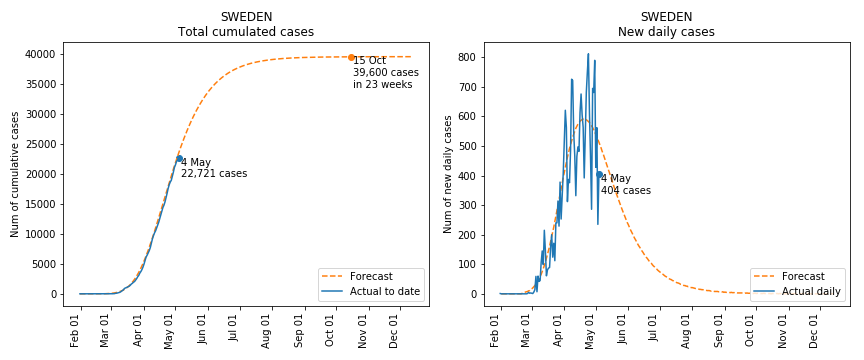 SWEDEN
Total cumulated cases
Num of cumulative cases
40000
35000
30000
25000
20000
15000
10000
5000
0
15 Oct
39,600 cases
in 23 weeks
4 May
22,721 cases
Forecast
Actual to date
Feb 01
Mar 01
Apr 01
May 01
Jun 01
Jul 01
Aug 01
Sep 01
Oct 01
Nov 01
Dec 01
SWEDEN
New daily cases
Num of new daily cases
800
700
600
500
400
300
200
100
0
4 May
404 cases
Forecast
Actual daily
Feb 01
Mar 01
Apr 01
May 01
Jun 01
Jul 01
Aug 01
Sep 01
Oct 01
Nov 01
Dec 01